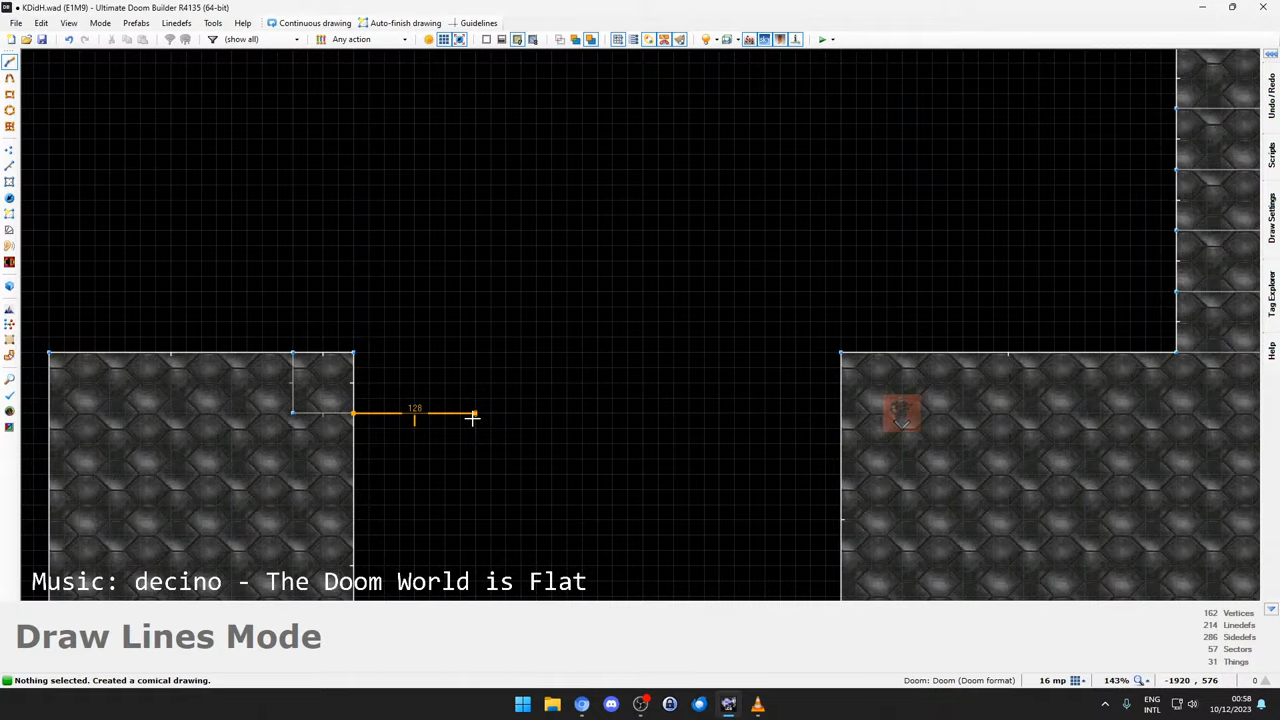 KDidH.wad (E1M9) - Ultimate Doom Builder R4135 (64-bit)
File Edit View Mode Prefabs Linedefs Tools Help Continuous drawing Auto-finish drawing Guidelines
(show all) Any action
Undo / Redo
Scripts
Draw Settings
Tag Explorer
Help
128
Music: decino - The Doom World is Flat
Draw Lines Mode
162 Vertices
214 Linedefs
286 Sidedefs
57 Sectors
31 Things
Nothing selected. Created a comical drawing.
Doom: Doom (Doom format) 16 mp 143% -1920 , 576 0
ENG
INTL
00:58
10/12/2023